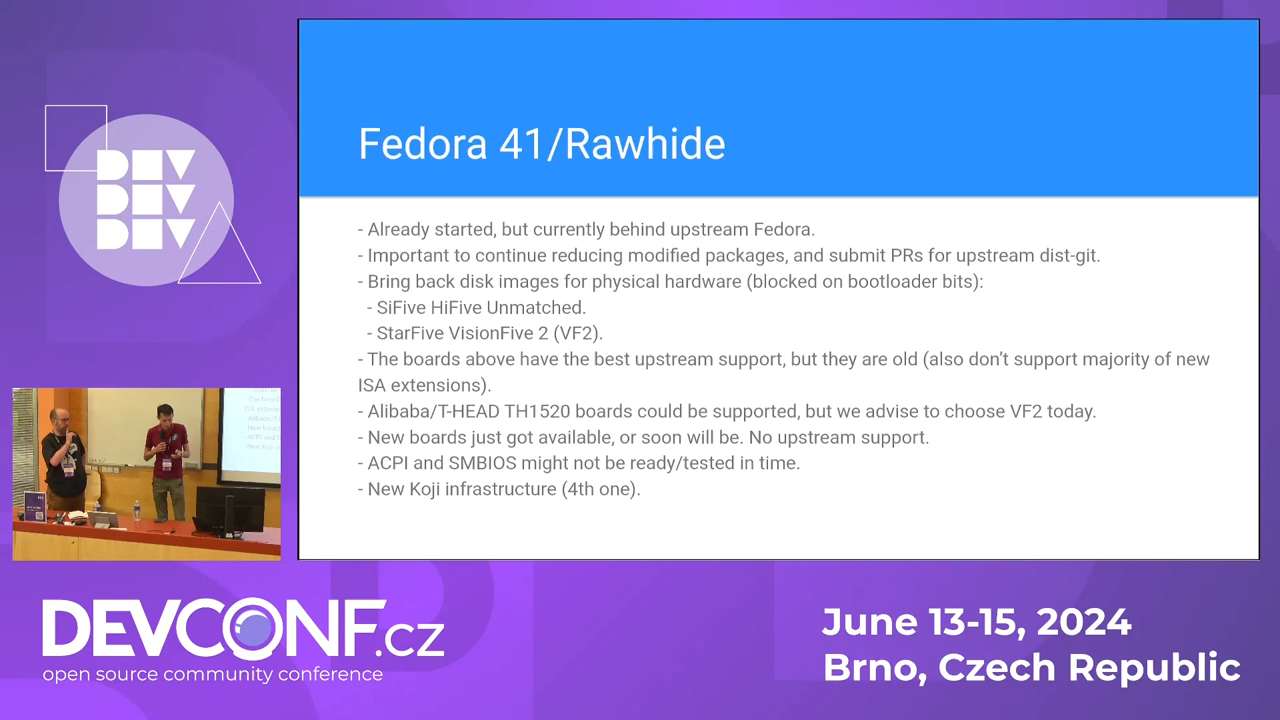 DEV
DEV
DEV
Fedora 41/Rawhide
- Already started, but currently behind upstream Fedora.
- Important to continue reducing modified packages, and submit PRs for upstream dist-git.
- Bring back disk images for physical hardware (blocked on bootloader bits):
- SiFive HiFive Unmatched.
- StarFive VisionFive 2 (VF2).
- The boards above have the best upstream support, but they are old (also don’t support majority of new
ISA extensions).
- Alibaba/T-HEAD TH1520 boards could be supported, but we advise to choose VF2 today.
- New boards just got available, or soon will be. No upstream support.
- ACPI and SMBIOS might not be ready/tested in time.
- New Koji infrastructure (4th one).
DEVCONF.cz
open source community conference
June 13-15, 2024
Brno, Czech Republic